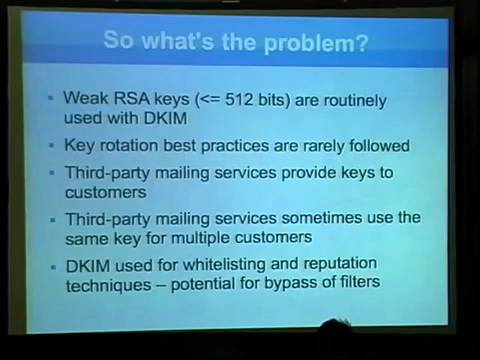 So what's the problem?
Weak RSA keys (<= 512 bits) are routinely
used with DKIM
Key rotation best practices are rarely followed
Third-party mailing services provide keys to
customers
Third-party mailing services sometimes use the
same key for multiple customers
DKIM used for whitelisting and reputation
techniques – potential for bypass of filters